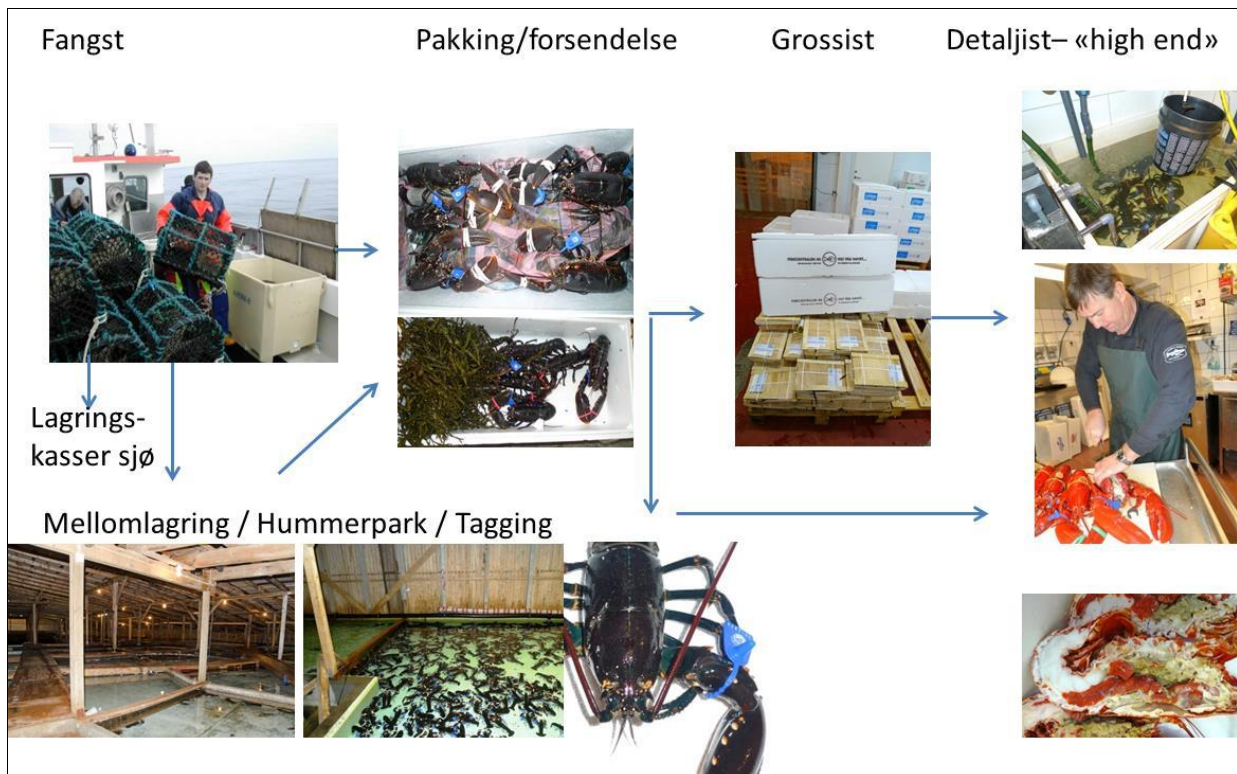 Fangst
Pakking/forsendelse
Grossist
Detaljist– «high end»
Lagrings-
kasser sjø
Mellomlagring / Hummerpark / Tagging